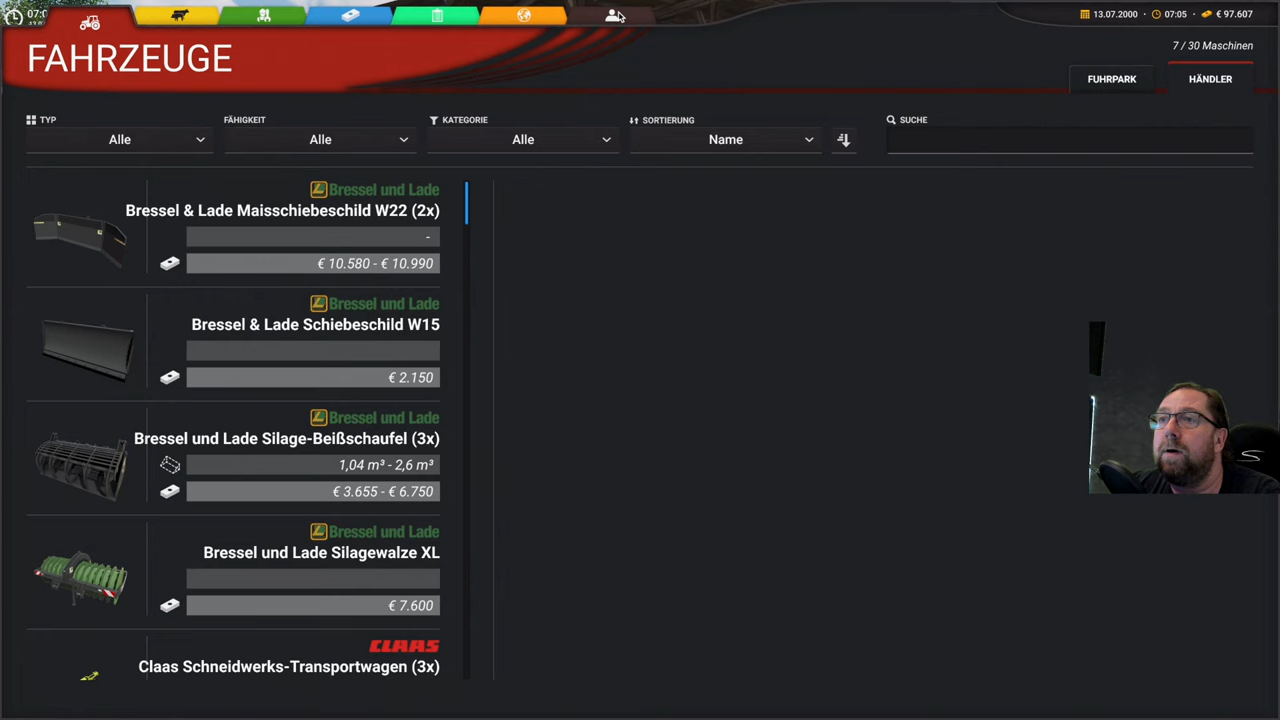 07:0
13.07.2000 07:05 € 97.607
FAHRZEUGE
7 / 30 Maschinen
FUHRPARK HÄNDLER
TYP FÄHIGKEIT KATEGORIE SORTIERUNG SUCHE
Alle Alle Alle Name
Bressel und Lade
Bressel & Lade Maisschiebeschild W22 (2x)
-
€ 10.580 - € 10.990
Bressel und Lade
Bressel & Lade Schiebeschild W15
€ 2.150
Bressel und Lade
Bressel und Lade Silage-Beißschaufel (3x)
1,04 m³ - 2,6 m³
€ 3.655 - € 6.750
Bressel und Lade
Bressel und Lade Silagewalze XL
€ 7.600
CLAAS
Claas Schneidwerks-Transportwagen (3x)